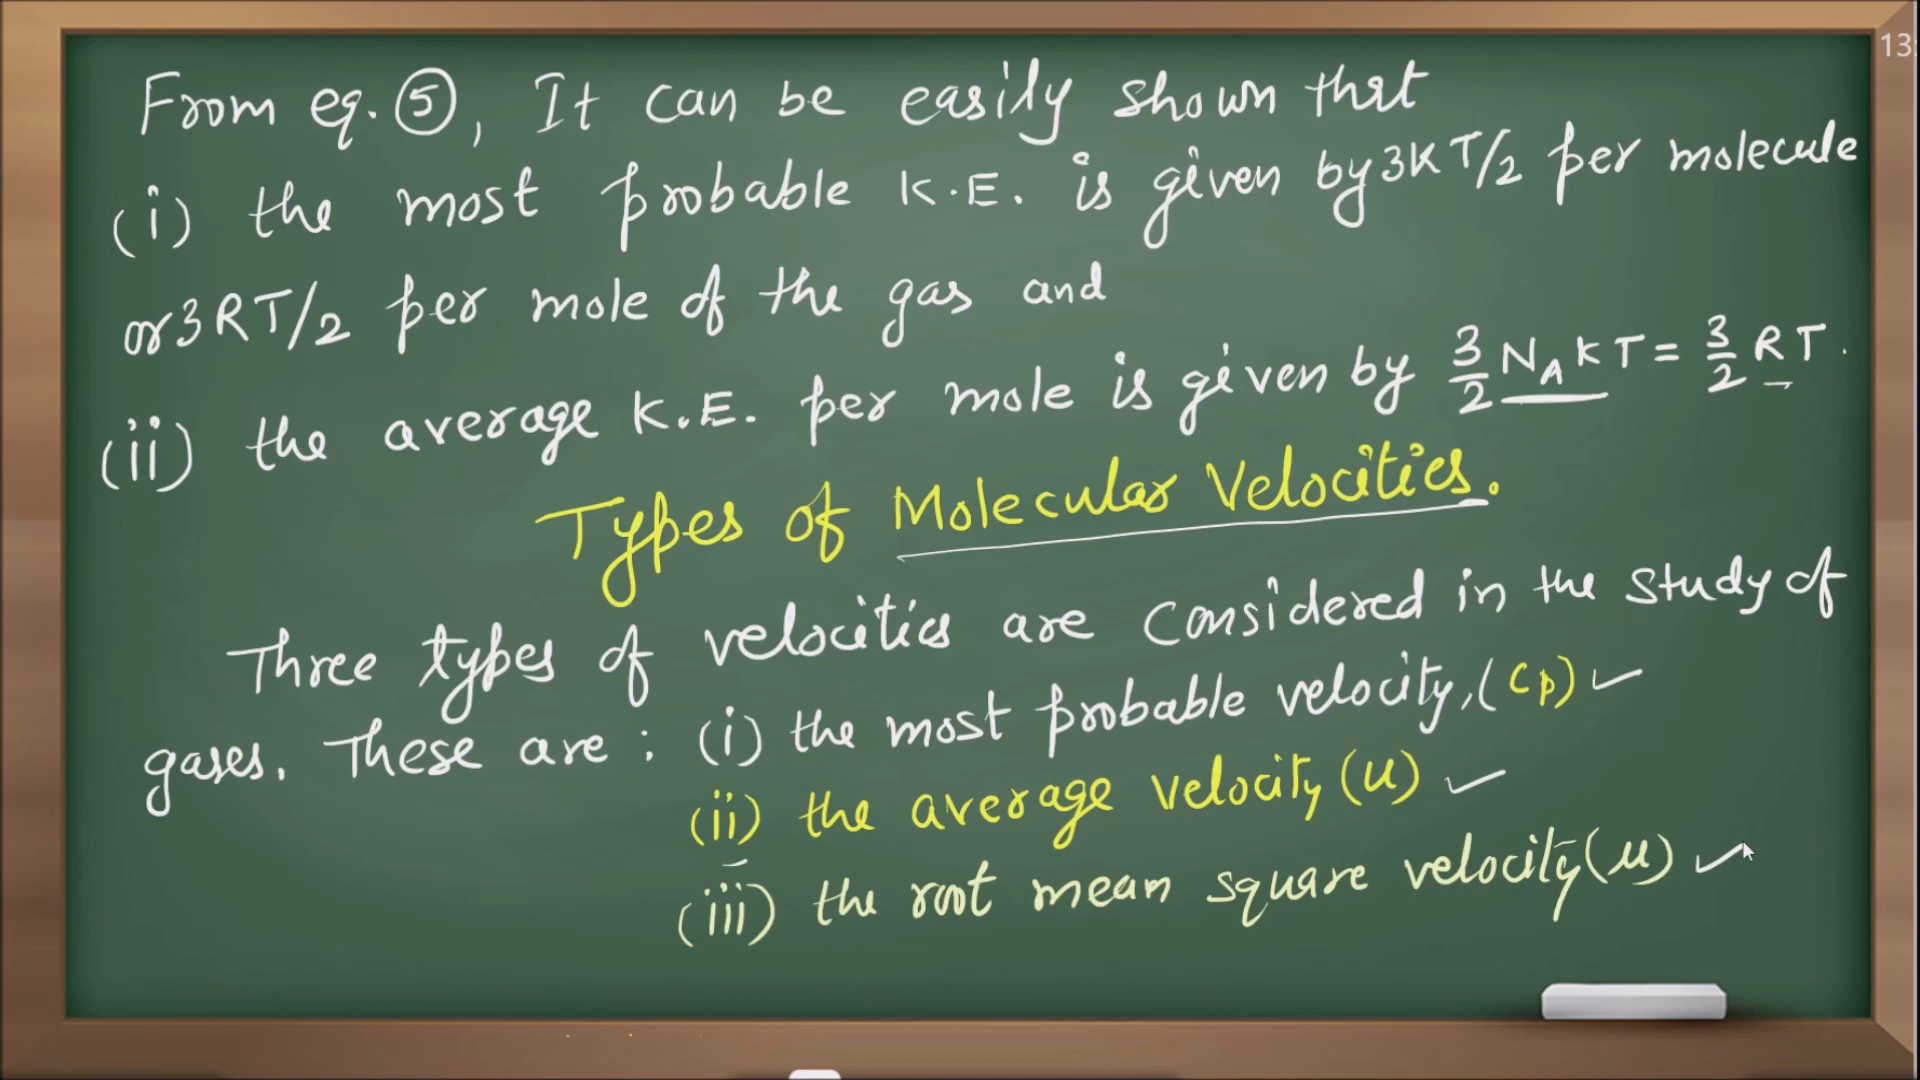 13
From eq. ⑤, It can be easily shown that
(i) the most probable K.E. is given by 3KT/2 per molecule
or 3RT/2 per mole of the gas and
(ii) the average K.E. per mole is given by 3/2 N_A K T = 3/2 R T.
Types of Molecular Velocities.
Three types of velocities are considered in the study of
gases. These are : (i) the most probable velocity, (Cp) ✓
(ii) the average velocity (u) ✓
(iii) the root mean square velocity (u) ✓